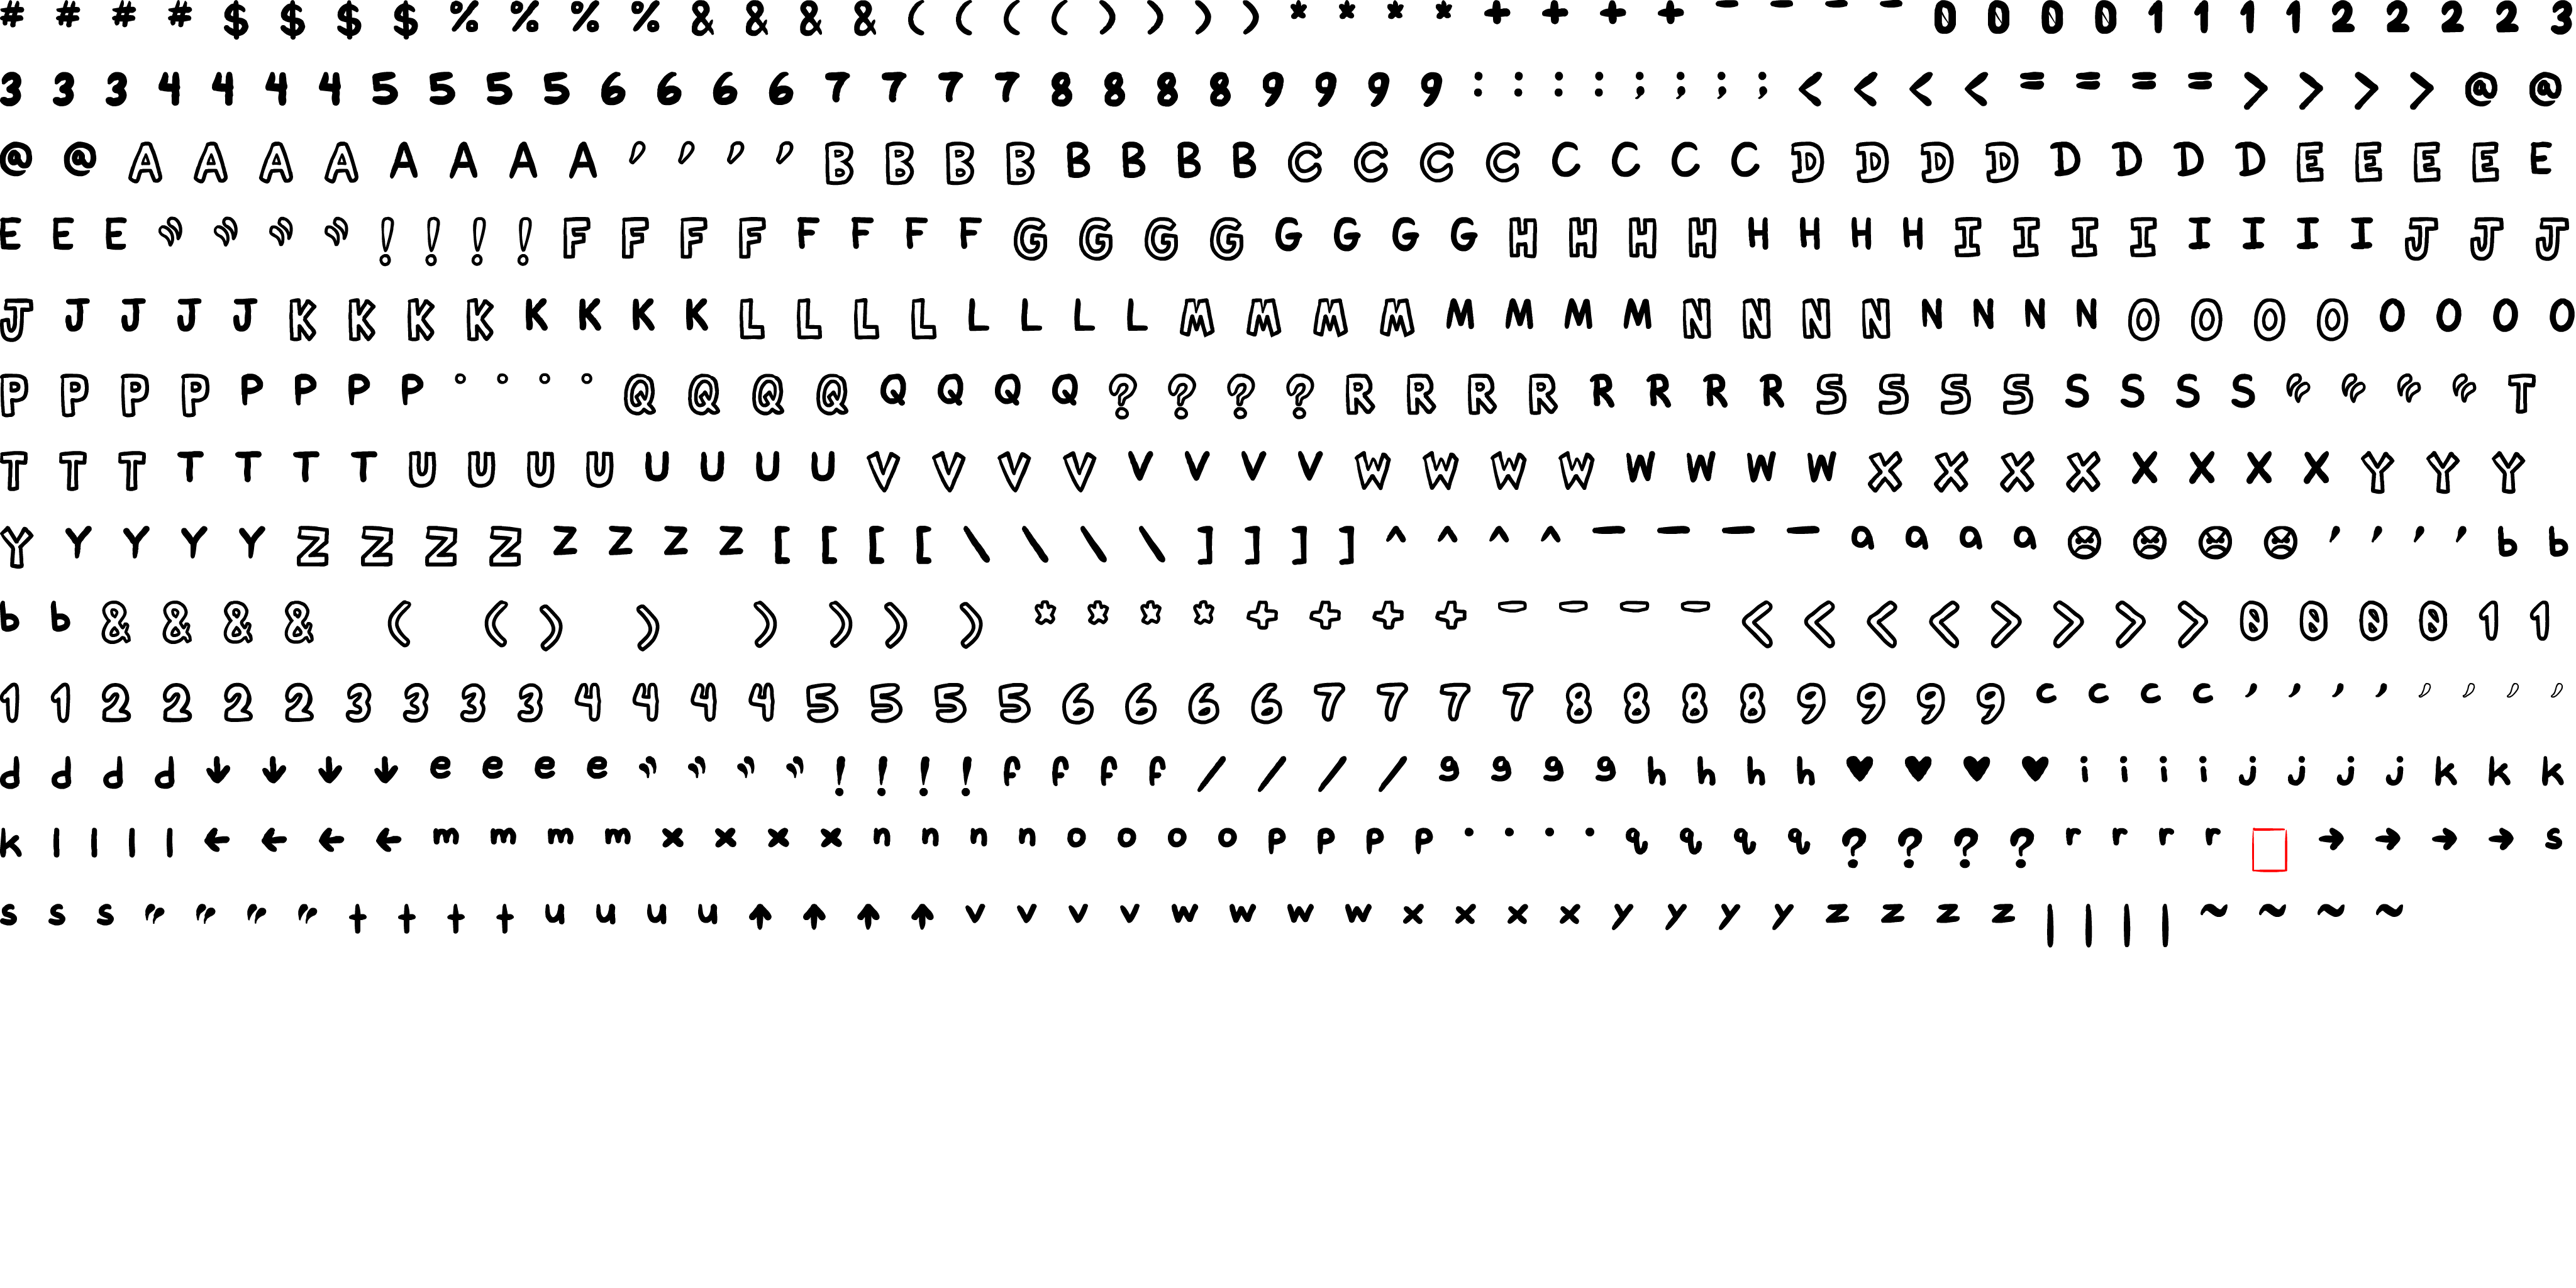 # # # # $ $ $ $ % % % % & & & & ( ( ( ( ) ) ) ) * * * * + + + + - - - - 0 0 0 0 1 1 1 1 2 2 2 2 3
3 3 3 4 4 4 4 5 5 5 5 6 6 6 6 7 7 7 7 8 8 8 8 9 9 9 9 : : : : ; ; ; ; < < < < = = = = > > > > @ @
@ @ A A A A A A A A ' ' ' ' B B B B B B B B C C C C C C C C D D D D D D D D E E E E E
E E E ” ” ” ” ! ! ! ! F F F F F F F F G G G G G G G G H H H H H H H H I I I I I I I I J J J
J J J J J K K K K K K K K L L L L L L L L M M M M M M M M N N N N N N N N O O O O O O O O
P P P P P P P P . . . . Q Q Q Q Q Q Q Q ? ? ? ? R R R R R R R R S S S S S S S S “ “ “ “ T
T T T T T T T U U U U U U U U V V V V V V V V W W W W W W W W X X X X X X X X Y Y Y
Y Y Y Y Y Z Z Z Z Z Z Z Z [ [ [ [ \ \ \ \ ] ] ] ] ^ ^ ^ ^ _ _ _ _ a a a a 😠 😠 😠 😠 ' ' ' ' b b
b b & & & & ( ( ) ) ) ) ) ) * * * * + + + + - - - - < < < < > > > > 0 0 0 0 1 1
1 1 2 2 2 2 3 3 3 3 4 4 4 4 5 5 5 5 6 6 6 6 7 7 7 7 8 8 8 8 9 9 9 9 c c c c , , , , , , , ,
d d d d ↓ ↓ ↓ ↓ e e e e ” ” ” ” ! ! ! ! f f f f / / / / g g g g h h h h ♥ ♥ ♥ ♥ i i i i j j j j k k k
k l l l l ← ← ← ← m m m m x x x x n n n n o o o o p p p p . . . . q q q q ? ? ? ? r r r r → → → → s
s s s “ “ “ “ t t t t u u u u ↑ ↑ ↑ ↑ v v v v w w w w x x x x y y y y z z z z | | | | ~ ~ ~ ~